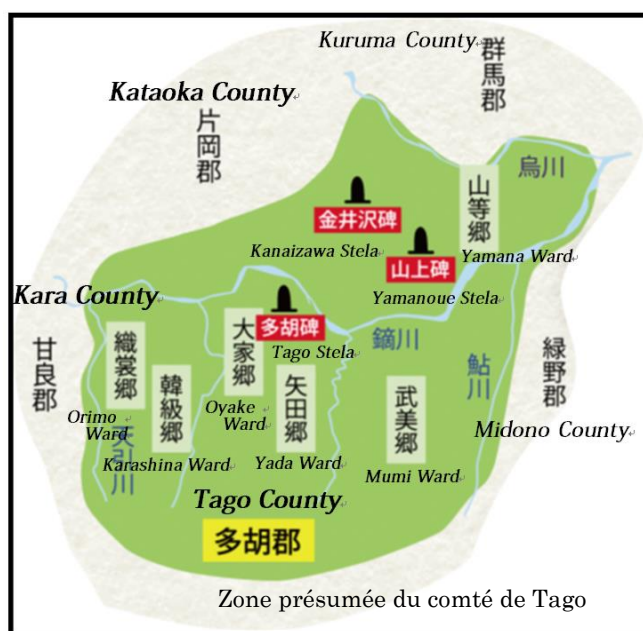 Kuruma County
群馬郡
Kataoka County
片岡郡
烏川
山等郷
Yamana Ward
金井沢碑
Kanaizawa Stela
山上碑
Yamanoue Stela
Kara County
甘良郡
多胡碑
Tago Stela
鏑川
鮎川
緑野郡
Midono County
織裳郷
Orimo
Ward
天引川
韓級郷
Karashina Ward
大家郷
Oyake
Ward
矢田郷
Yada Ward
武美郷
Mumi Ward
Tago County
多胡郡
Zone présumée du comté de Tago